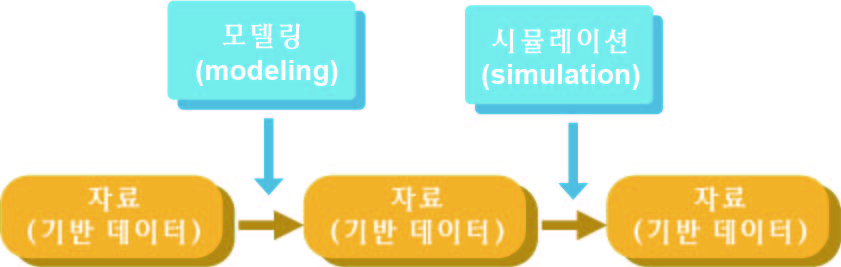 모델링
(modeling)
시뮬레이션
(simulation)
자료
(기반 데이터)
자료
(기반 데이터)
자료
(기반 데이터)